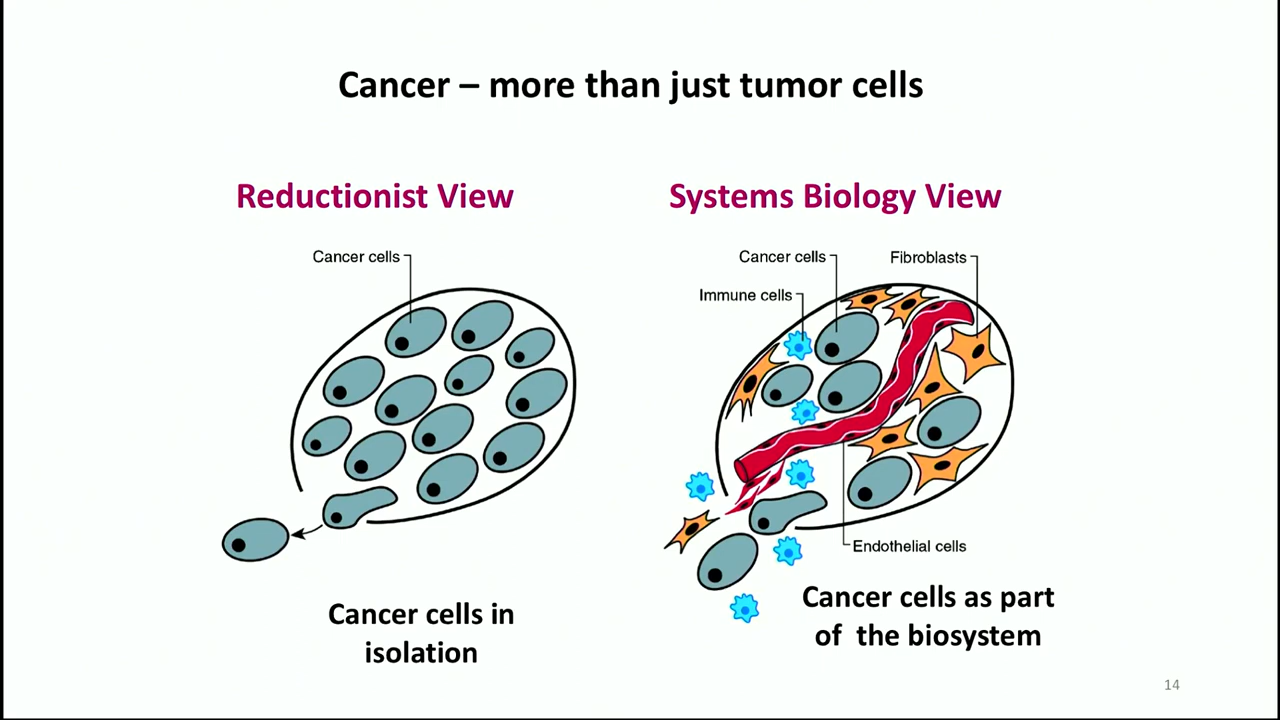 Cancer – more than just tumor cells
Reductionist View
Cancer cells
Cancer cells in
isolation
Systems Biology View
Cancer cells
Fibroblasts
Immune cells
Endothelial cells
Cancer cells as part
of the biosystem
14